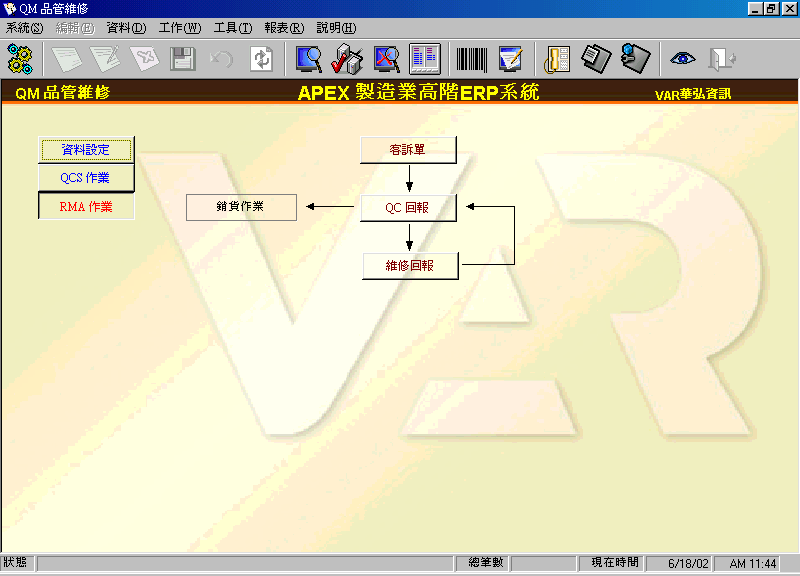 QM 品管維修
系統(S) 編輯(E) 資料(D) 工作(W) 工具(T) 報表(R) 說明(H)
QM 品管維修 APEX 製造業高階ERP系統 VAR華弘資訊
資料設定 客訴單
QCS 作業
RMA 作業 銷貨作業 QC 回報
維修回報
VAR
狀態 總筆數 現在時間 6/18/02 AM 11:44